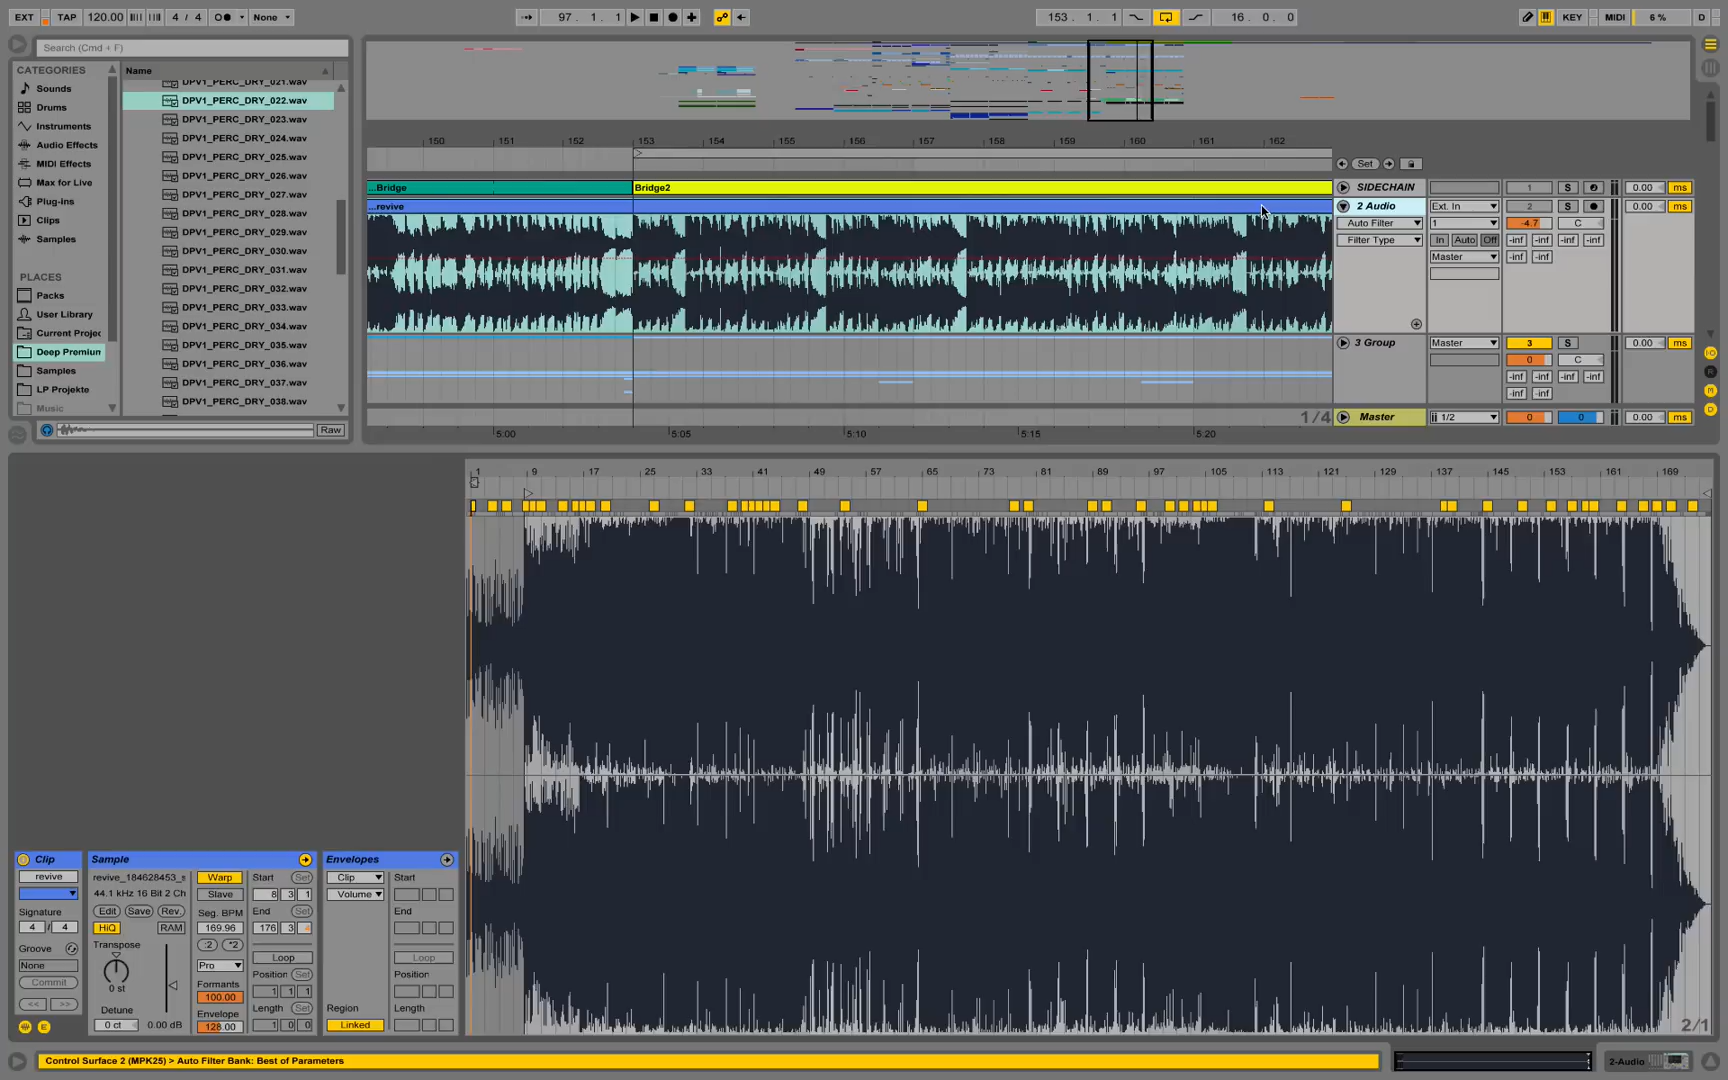 EXT TAP 120.00 4 / 4 None 97. 1. 1 153. 1. 1 16. 0. 0 KEY MIDI 6 % D
Search (Cmd + F)
CATEGORIES
Sounds
Drums
Instruments
Audio Effects
MIDI Effects
Max for Live
Plug-ins
Clips
Samples
PLACES
Packs
User Library
Current Projec
Deep Premiun
Samples
LP Projekte
Music
Name
DPV1_PERC_DRY_021.wav
DPV1_PERC_DRY_022.wav
DPV1_PERC_DRY_023.wav
DPV1_PERC_DRY_024.wav
DPV1_PERC_DRY_025.wav
DPV1_PERC_DRY_026.wav
DPV1_PERC_DRY_027.wav
DPV1_PERC_DRY_028.wav
DPV1_PERC_DRY_029.wav
DPV1_PERC_DRY_030.wav
DPV1_PERC_DRY_031.wav
DPV1_PERC_DRY_032.wav
DPV1_PERC_DRY_033.wav
DPV1_PERC_DRY_034.wav
DPV1_PERC_DRY_035.wav
DPV1_PERC_DRY_036.wav
DPV1_PERC_DRY_037.wav
DPV1_PERC_DRY_038.wav
Raw
150 151 152 153 154 155 156 157 158 159 160 161 162
Set
...Bridge Bridge2 SIDECHAIN 1 S 0.00 ms
...revive 2 Audio Ext. In 2 S 0.00 ms
Auto Filter 1 -4.7 C
Filter Type In Auto Off -inf -inf -inf -inf
Master -inf -inf
3 Group Master 3 S 0.00 ms
0 C
-inf -inf -inf -inf
-inf -inf
1/4 Master 1/2 0 0 0.00 ms
5:00 5:05 5:10 5:15 5:20
1 9 17 25 33 41 49 57 65 73 81 89 97 105 113 121 129 137 145 153 161 169
2/1
Clip
revive
Signature
4 / 4
Groove
None
Commit
<< >>
E
Sample
revive_184628453_s
44.1 kHz 16 Bit 2 Ch
Edit Save Rev.
HiQ RAM
Transpose
0 st
Detune
0 ct 0.00 dB
Warp
Slave
Seg. BPM
169.96
:2 *2
Pro
Formants
100.00
Envelope
128.00
Start Set
8 3 1
End Set
176 3
Loop
Position Set
1 1 1
Length Set
1 0 0
Envelopes
Clip
Volume
Region
Linked
Start
End
Loop
Position
Length
Control Surface 2 (MPK25) > Auto Filter Bank: Best of Parameters
2-Audio